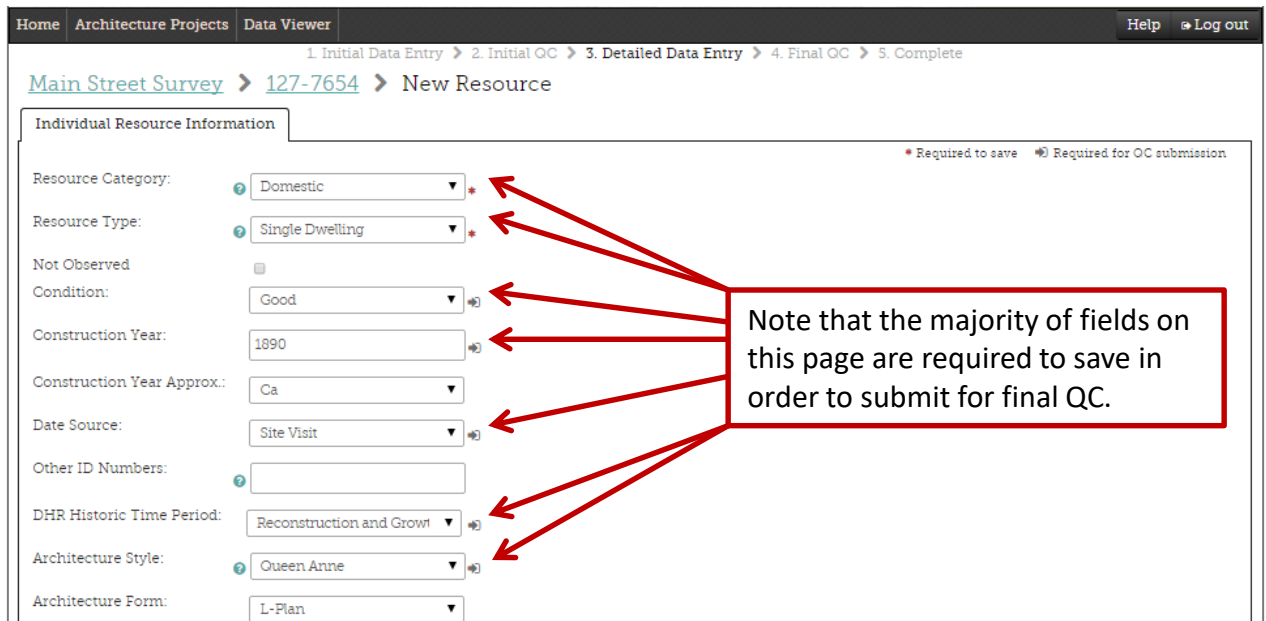 Home Architecture Projects Data Viewer Help Log out
1. Initial Data Entry > 2. Initial QC > 3. Detailed Data Entry > 4. Final QC > 5. Complete
Main Street Survey > 127-7654 > New Resource
Individual Resource Information
* Required to save Required for QC submission
Resource Category: ? Domestic *
Resource Type: ? Single Dwelling *
Not Observed
Condition: Good
Construction Year: 1890
Construction Year Approx.: Ca
Date Source: Site Visit
Other ID Numbers: ?
DHR Historic Time Period: Reconstruction and Growt
Architecture Style: ? Queen Anne
Architecture Form: L-Plan
Note that the majority of fields on
this page are required to save in
order to submit for final QC.